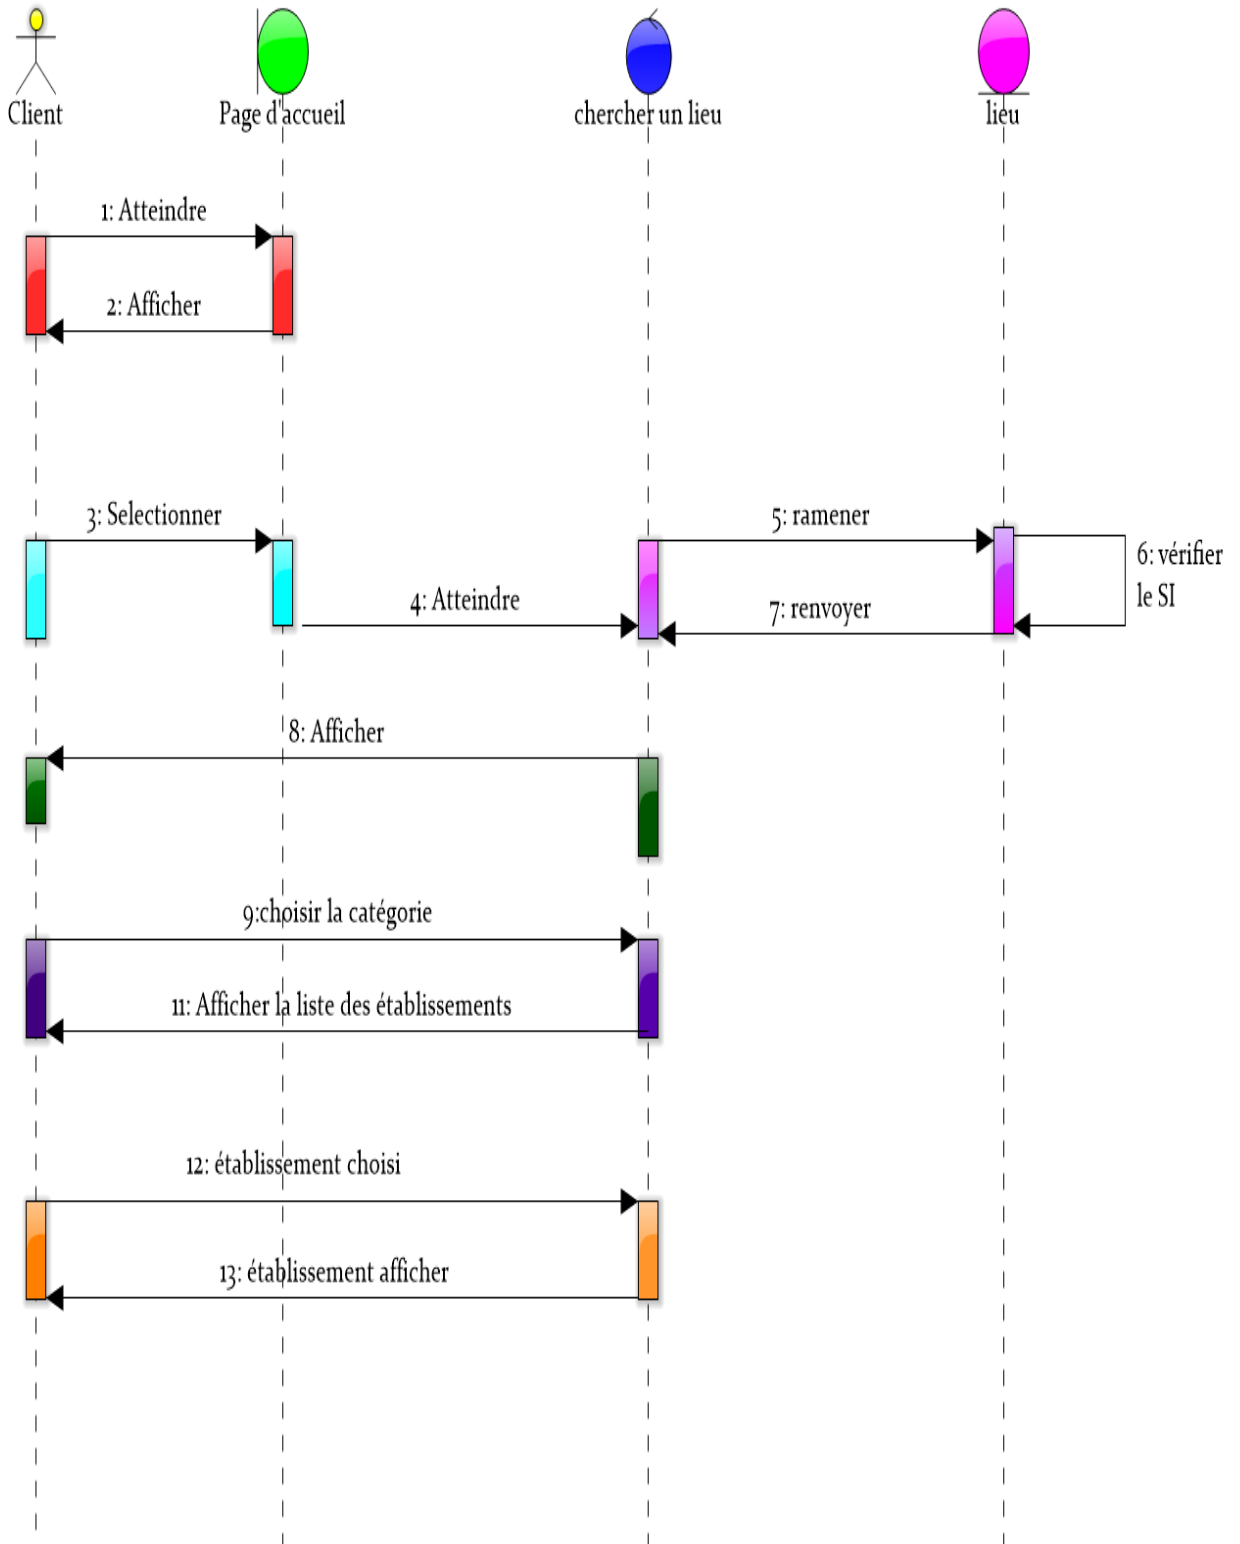 Client
Page d'accueil
chercher un lieu
lieu
1: Atteindre
2: Afficher
3: Selectionner
5: ramener
6: vérifier
le SI
4: Atteindre
7: renvoyer
8: Afficher
9:choisir la catégorie
11: Afficher la liste des établissements
12: établissement choisi
13: établissement afficher